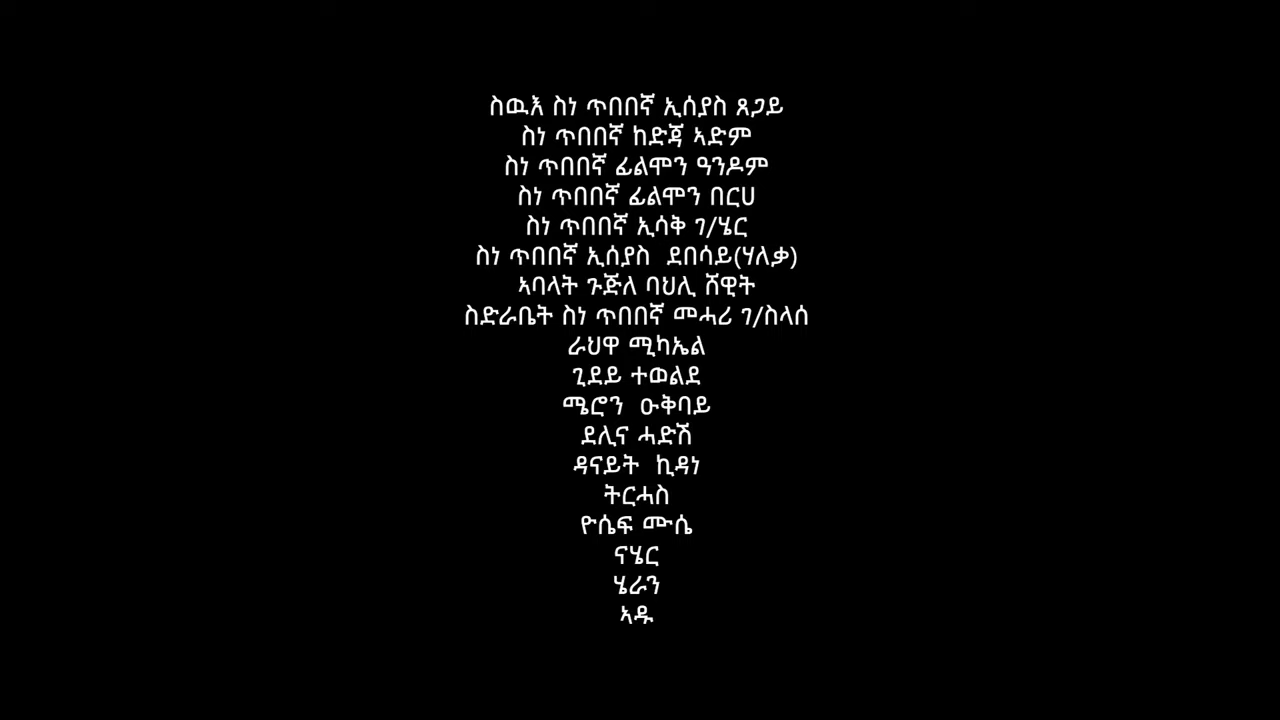 ስዉእ ስነ ጥበበኛ ኢሰያስ ጸጋይ
ስነ ጥበበኛ ከድጃ ኣድም
ስነ ጥበበኛ ፊልሞን ዓንዶም
ስነ ጥበበኛ ፊልሞን በርሀ
ስነ ጥበበኛ ኢሳቅ ገ/ሄር
ስነ ጥበበኛ ኢሰያስ ደበሳይ(ሃለቃ)
ኣባላት ጉጅለ ባህሊ ሸዊት
ስድራቤት ስነ ጥበበኛ መሓሪ ገ/ስላሰ
ራህዋ ሚካኤል
ጊደይ ተወልደ
ሜሮን ዑቅባይ
ደሊና ሓድሽ
ዳናይት ኪዳነ
ትርሓስ
ዮሴፍ ሙሴ
ናሄር
ሄራን
ኣዱ